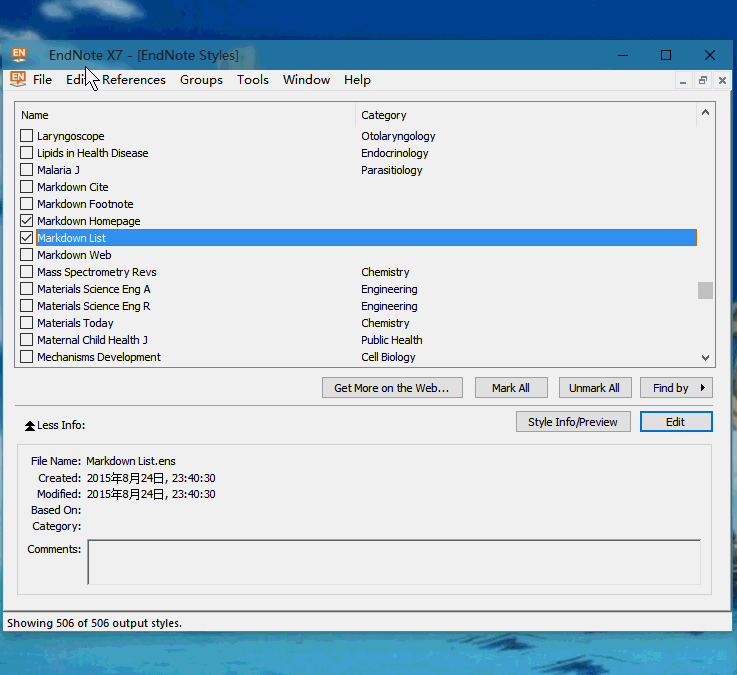 EN EndNote X7 - [EndNote Styles]
EN File Edit References Groups Tools Window Help
Name Category
Laryngoscope Otolaryngology
Lipids in Health Disease Endocrinology
Malaria J Parasitiology
Markdown Cite
Markdown Footnote
Markdown Homepage
Markdown List
Markdown Web
Mass Spectrometry Revs Chemistry
Materials Science Eng A Engineering
Materials Science Eng R Engineering
Materials Today Chemistry
Maternal Child Health J Public Health
Mechanisms Development Cell Biology
Get More on the Web... Mark All Unmark All Find by
Less Info: Style Info/Preview Edit
File Name: Markdown List.ens
Created: 2015年8月24日, 23:40:30
Modified: 2015年8月24日, 23:40:30
Based On:
Category:
Comments:
Showing 506 of 506 output styles.